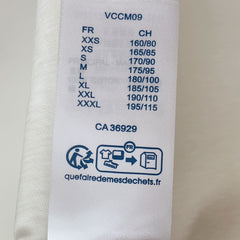 VCCM09
FR CH
XXS 160/80
XS 165/85
S 170/90
M 175/95
L 180/100
XL 185/105
XXL 190/110
XXXL 195/115
CA 36929
FR
quefairedemesdechets.fr